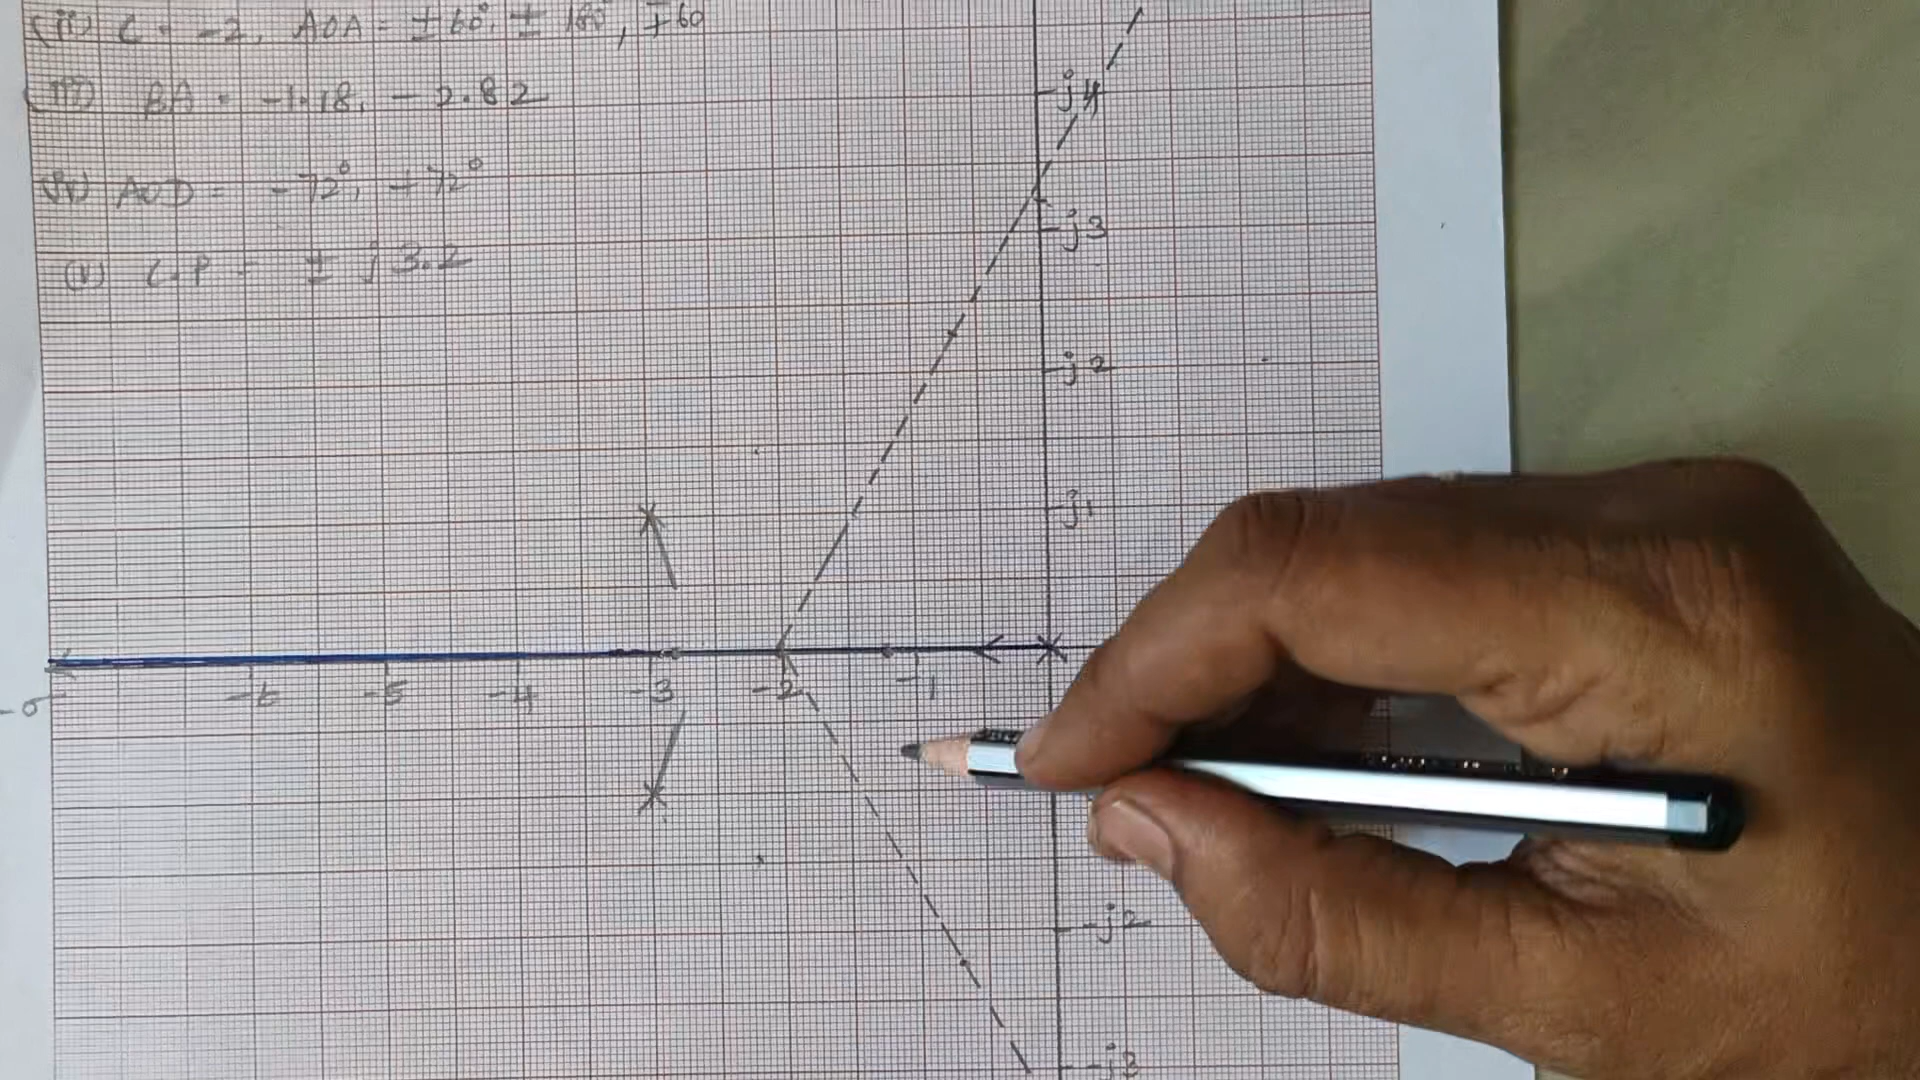 (ii) C = -2, AOA = ±60°, ±180°, ∓60
(iii) BA = -1.18, -2.82
(iv) AOD = -72°, +72°
(v) C.P = ± j3.2
j4
j3
j2
j1
-σ -6 -5 -4 -3 -2 -1
-j2
-j3